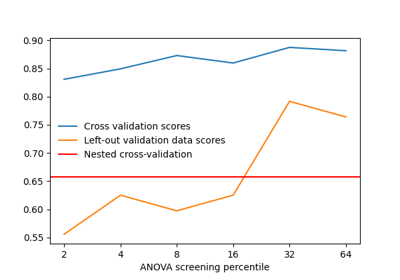 0.90
0.85
0.80
0.75
0.70
0.65
0.60
0.55
Cross validation scores
Left-out validation data scores
Nested cross-validation
2 4 8 16 32 64
ANOVA screening percentile